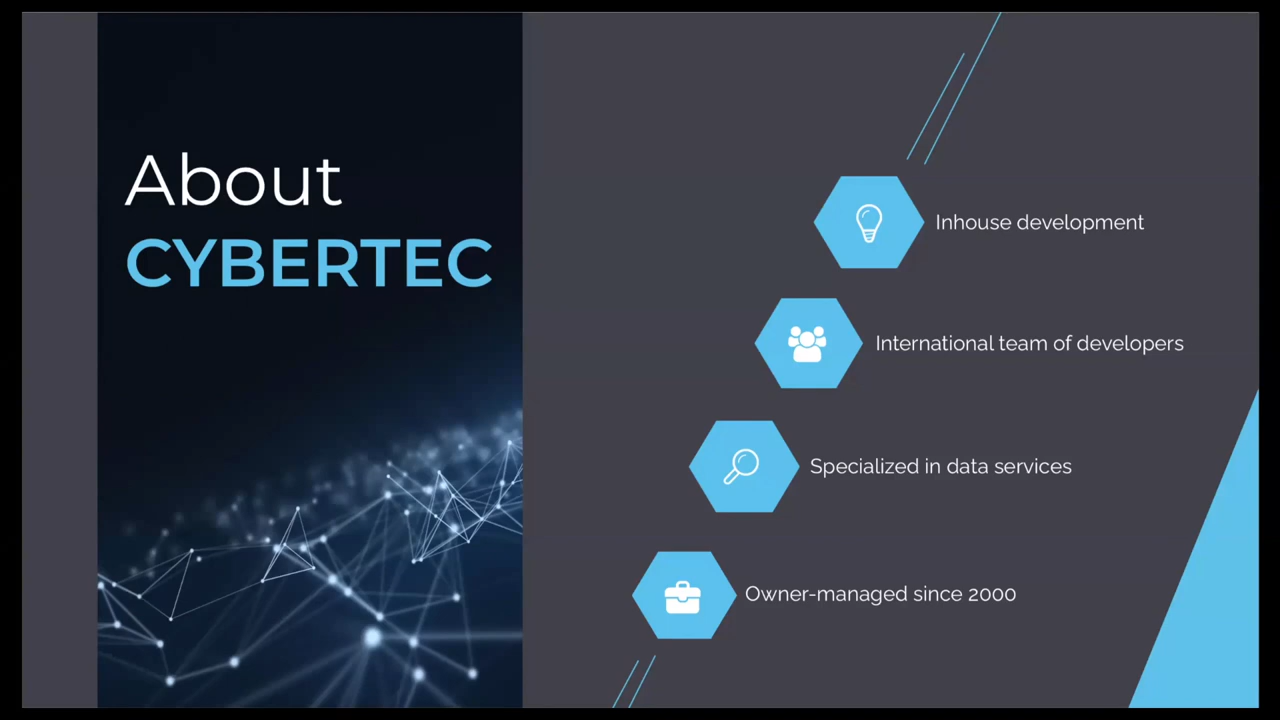 About
CYBERTEC
Inhouse development
International team of developers
Specialized in data services
Owner-managed since 2000